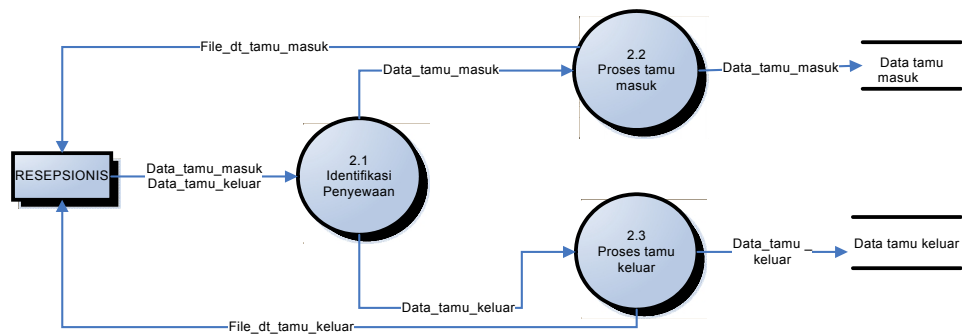 File_dt_tamu_masuk
2.2
Proses tamu
masuk
Data_tamu_masuk
Data_tamu_masuk
Data tamu
masuk
2.1
Identifikasi
Penyewaan
RESEPSIONIS
Data_tamu_masuk
Data_tamu_keluar
2.3
Proses tamu
keluar
Data_tamu _
keluar
Data tamu keluar
Data_tamu_keluar
File_dt_tamu_keluar